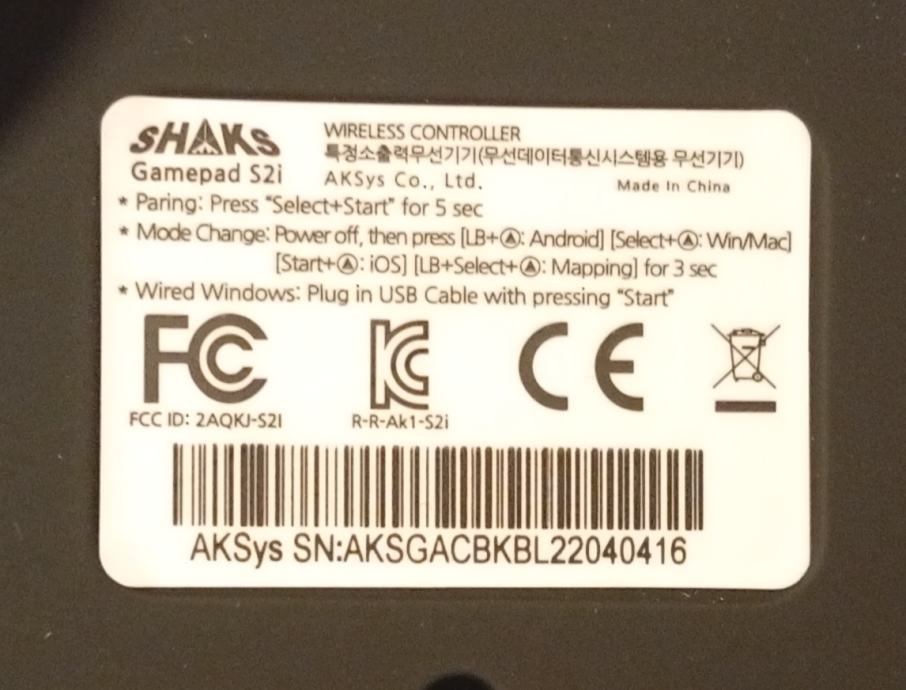 SHAKS
Gamepad S2i
WIRELESS CONTROLLER
특정소출력무선기기(무선데이터통신시스템용 무선기기)
AKSys Co., Ltd.
Made In China
* Paring: Press "Select+Start" for 5 sec
* Mode Change: Power off, then press [LB+Ⓐ: Android] [Select+Ⓐ: Win/Mac]
[Start+Ⓐ: iOS] [LB+Select+Ⓐ: Mapping] for 3 sec
* Wired Windows: Plug in USB Cable with pressing "Start"
FC KC CE
FCC ID: 2AQKJ-S2I
R-R-Ak1-S2i
AKSys SN:AKSGACBKBL22040416